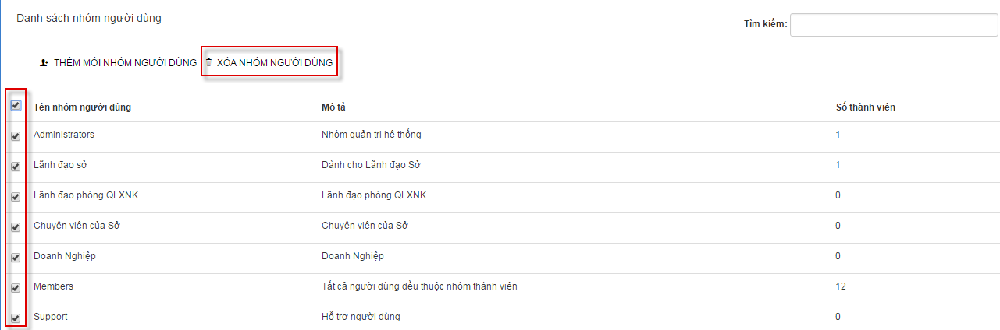 Danh sách nhóm người dùng
Tìm kiếm:
THÊM MỚI NHÓM NGƯỜI DÙNG XÓA NHÓM NGƯỜI DÙNG
Tên nhóm người dùng Mô tả Số thành viên
Administrators Nhóm quản trị hệ thống 1
Lãnh đạo sở Dành cho Lãnh đạo Sở 1
Lãnh đạo phòng QLXNK Lãnh đạo phòng QLXNK 0
Chuyên viên của Sở Chuyên viên của Sở 0
Doanh Nghiệp Doanh Nghiệp 0
Members Tất cả người dùng đều thuộc nhóm thành viên 12
Support Hỗ trợ người dùng 0